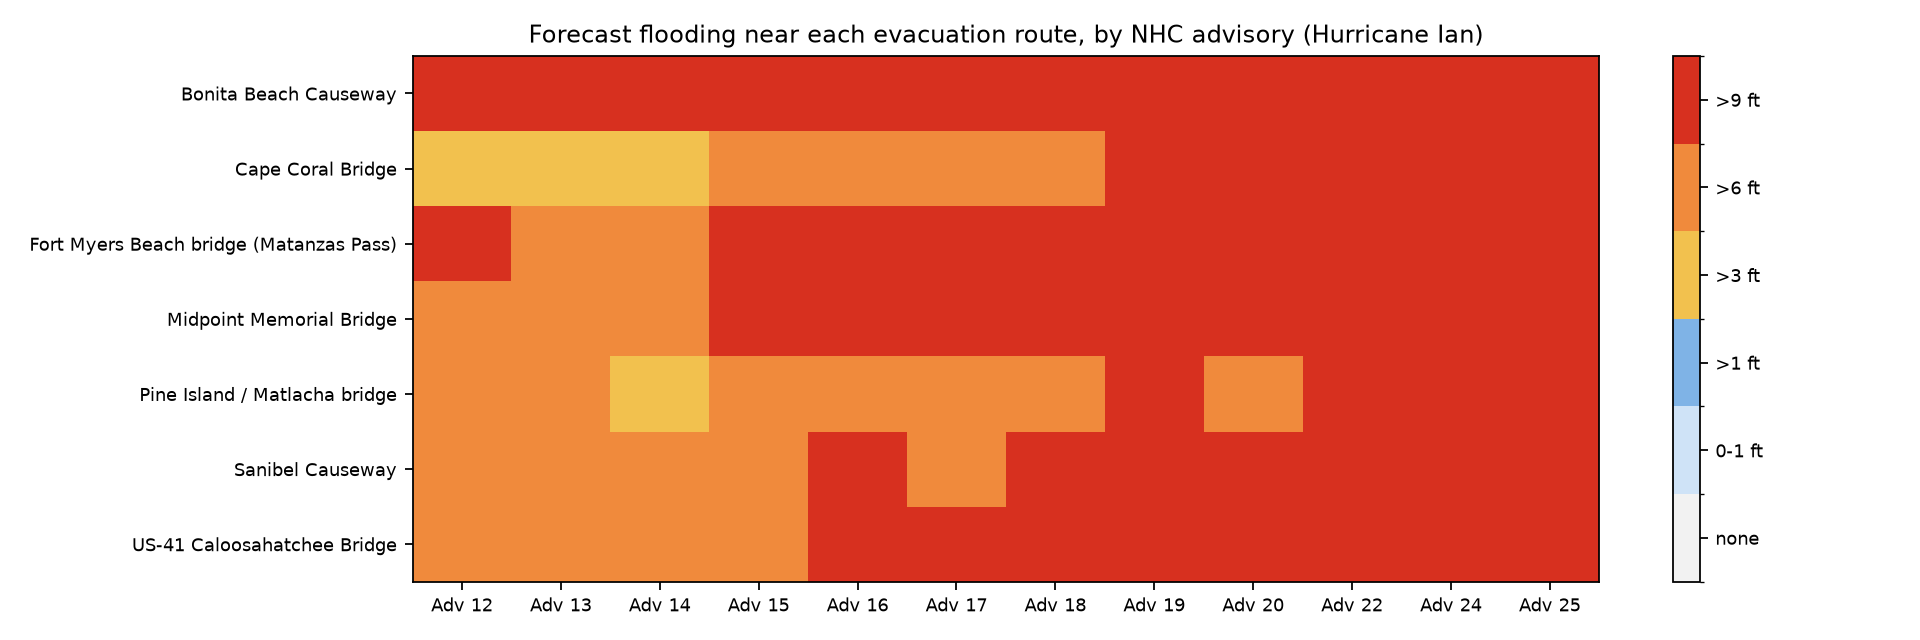 Forecast flooding near each evacuation route, by NHC advisory (Hurricane Ian)
Bonita Beach Causeway
Cape Coral Bridge
Fort Myers Beach bridge (Matanzas Pass)
Midpoint Memorial Bridge
Pine Island / Matlacha bridge
Sanibel Causeway
US-41 Caloosahatchee Bridge
Adv 12
Adv 13
Adv 14
Adv 15
Adv 16
Adv 17
Adv 18
Adv 19
Adv 20
Adv 22
Adv 24
Adv 25
>9 ft
>6 ft
>3 ft
>1 ft
0-1 ft
none